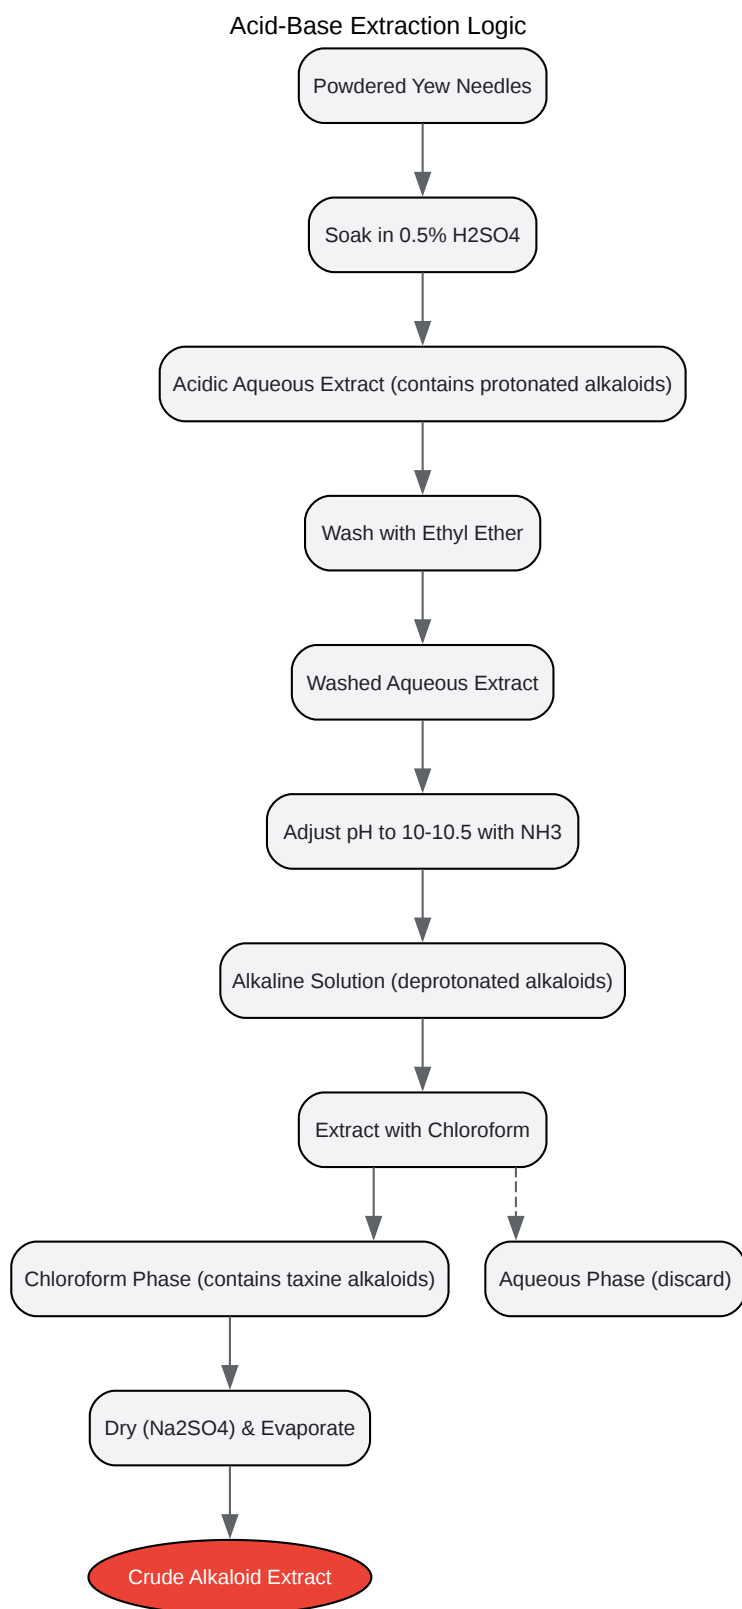 Acid-Base Extraction Logic
Powdered Yew Needles
Soak in 0.5% H2SO4
Acidic Aqueous Extract (contains protonated alkaloids)
Wash with Ethyl Ether
Washed Aqueous Extract
Adjust pH to 10-10.5 with NH3
Alkaline Solution (deprotonated alkaloids)
Extract with Chloroform
Chloroform Phase (contains taxine alkaloids)
Aqueous Phase (discard)
Dry (Na2SO4) & Evaporate
Crude Alkaloid Extract